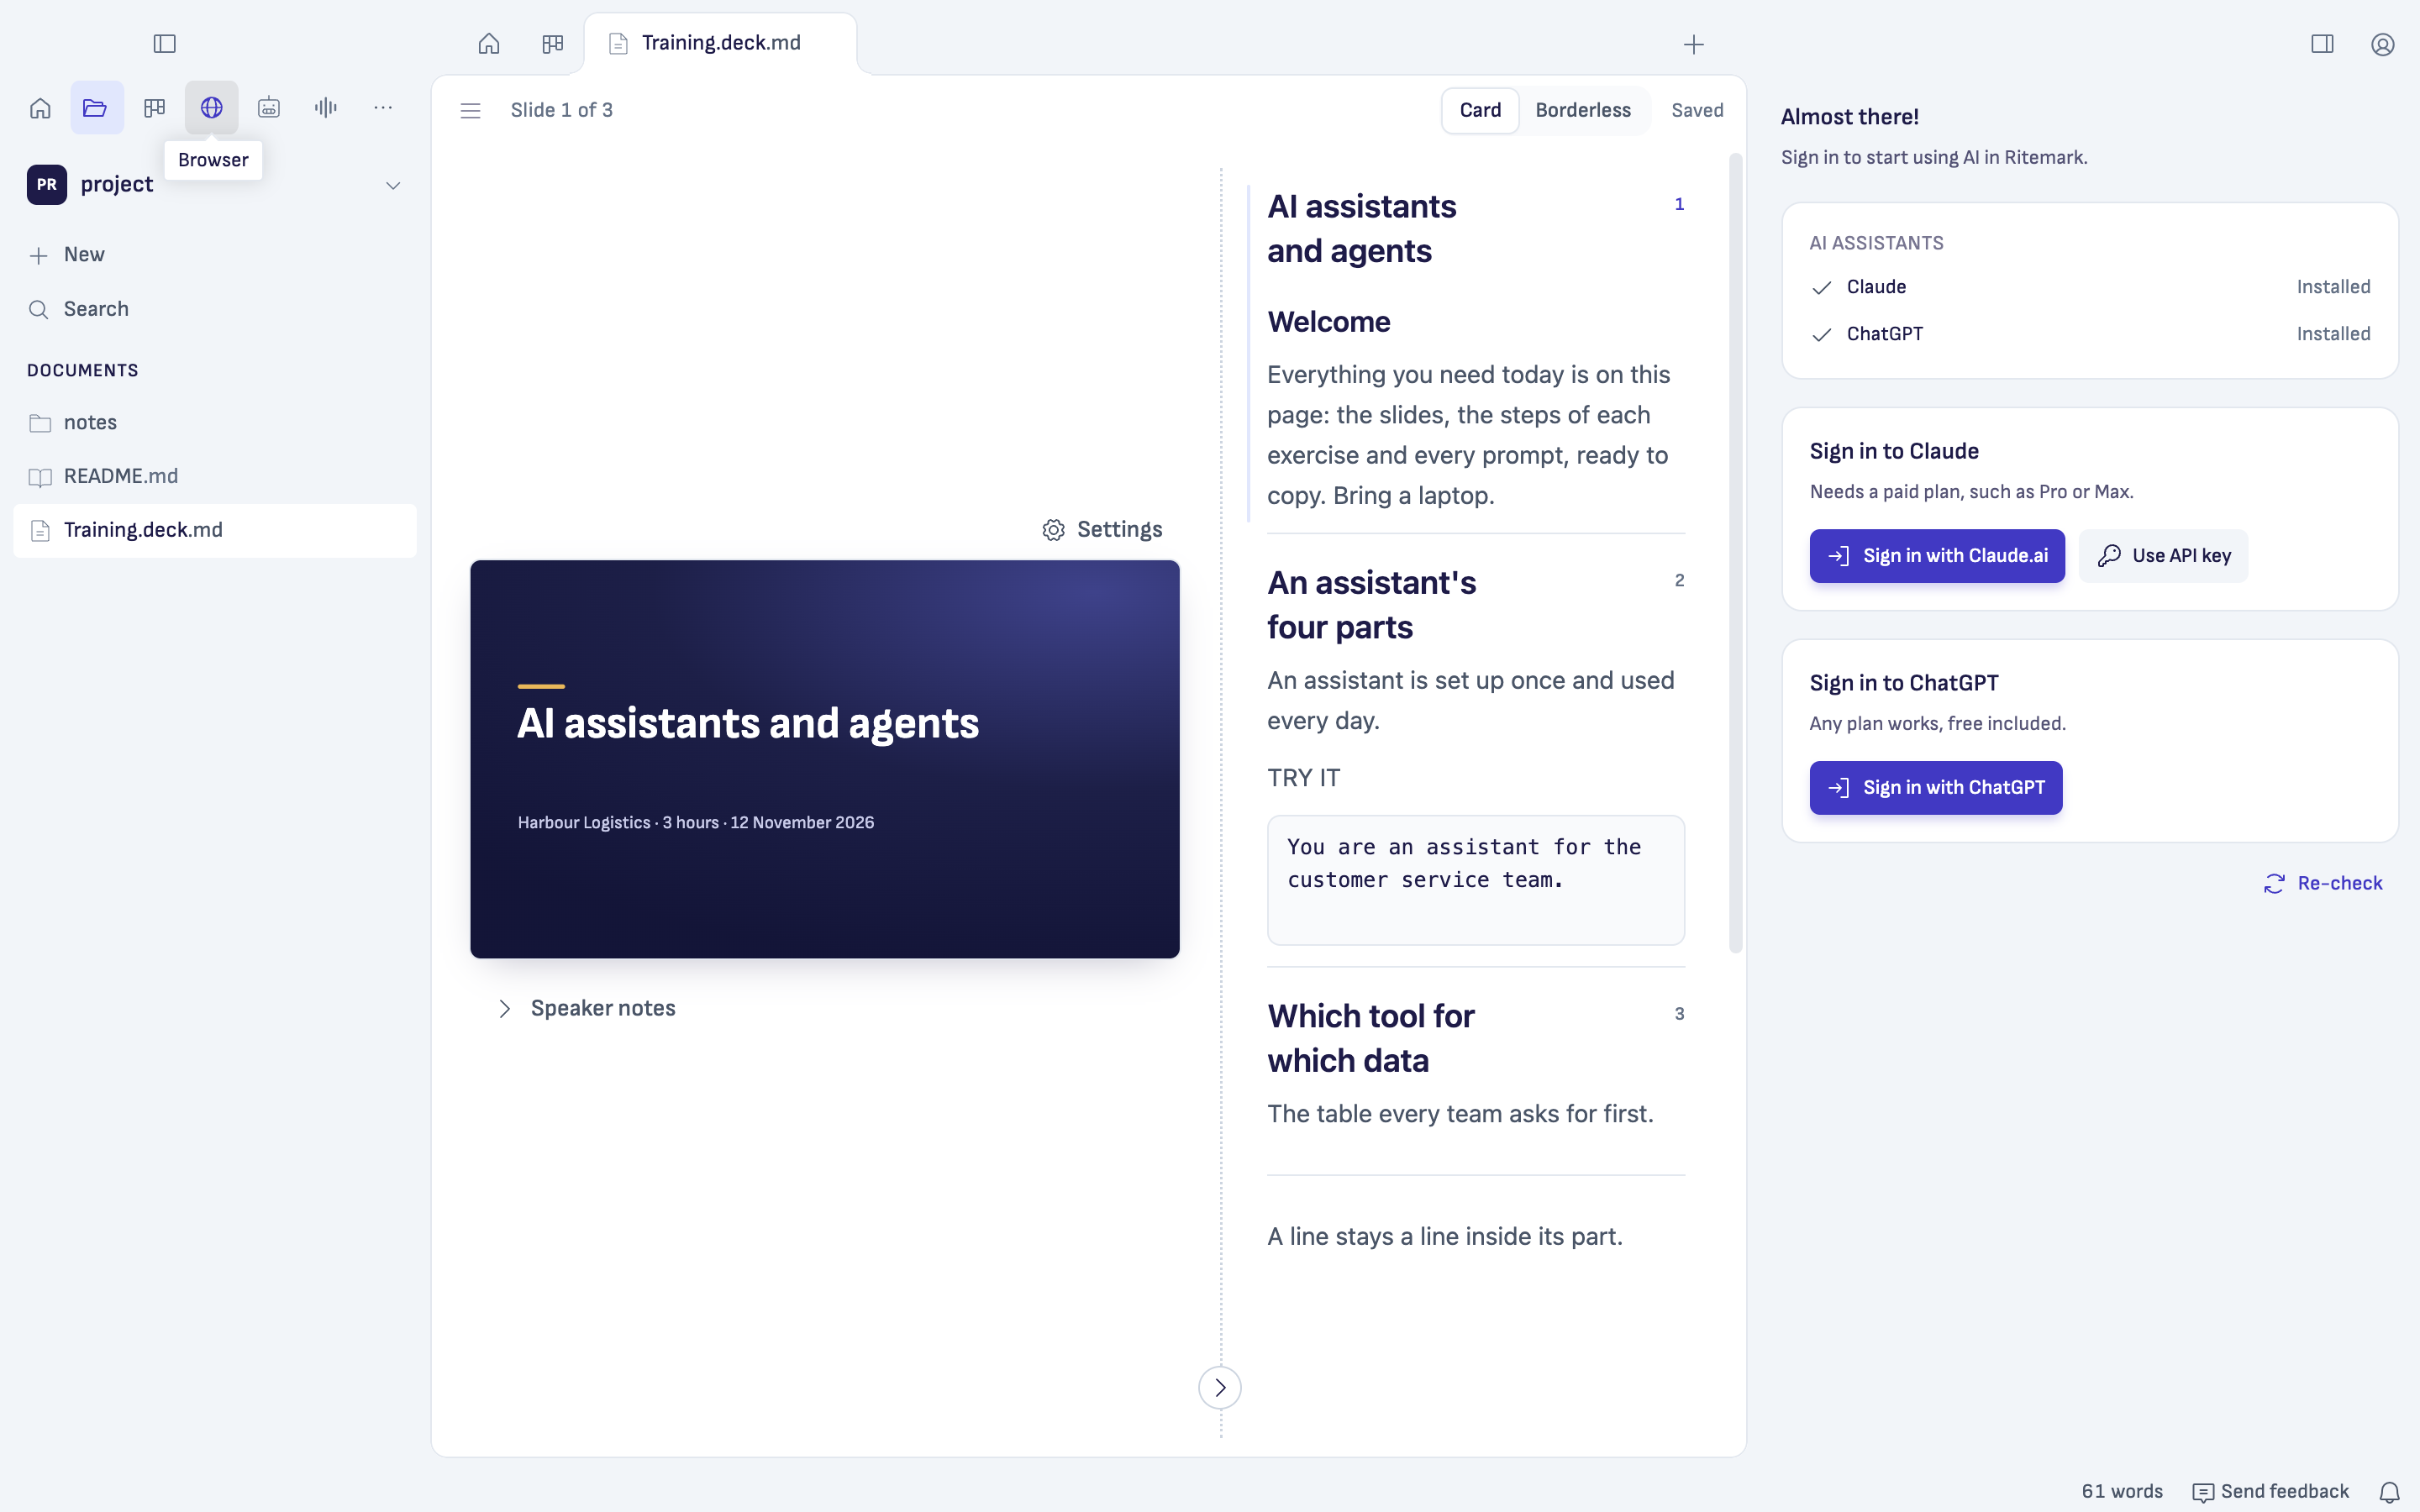 Training.deck.md
Browser
PR project
New
Search
DOCUMENTS
notes
README.md
Training.deck.md
Slide 1 of 3
Card Borderless Saved
Settings
AI assistants and agents
Harbour Logistics · 3 hours · 12 November 2026
Speaker notes
AI assistants 1
and agents
Welcome
Everything you need today is on this
page: the slides, the steps of each
exercise and every prompt, ready to
copy. Bring a laptop.
An assistant's 2
four parts
An assistant is set up once and used
every day.
TRY IT
You are an assistant for the
customer service team.
Which tool for 3
which data
The table every team asks for first.
A line stays a line inside its part.
Almost there!
Sign in to start using AI in Ritemark.
AI ASSISTANTS
Claude Installed
ChatGPT Installed
Sign in to Claude
Needs a paid plan, such as Pro or Max.
Sign in with Claude.ai Use API key
Sign in to ChatGPT
Any plan works, free included.
Sign in with ChatGPT
Re-check
61 words Send feedback